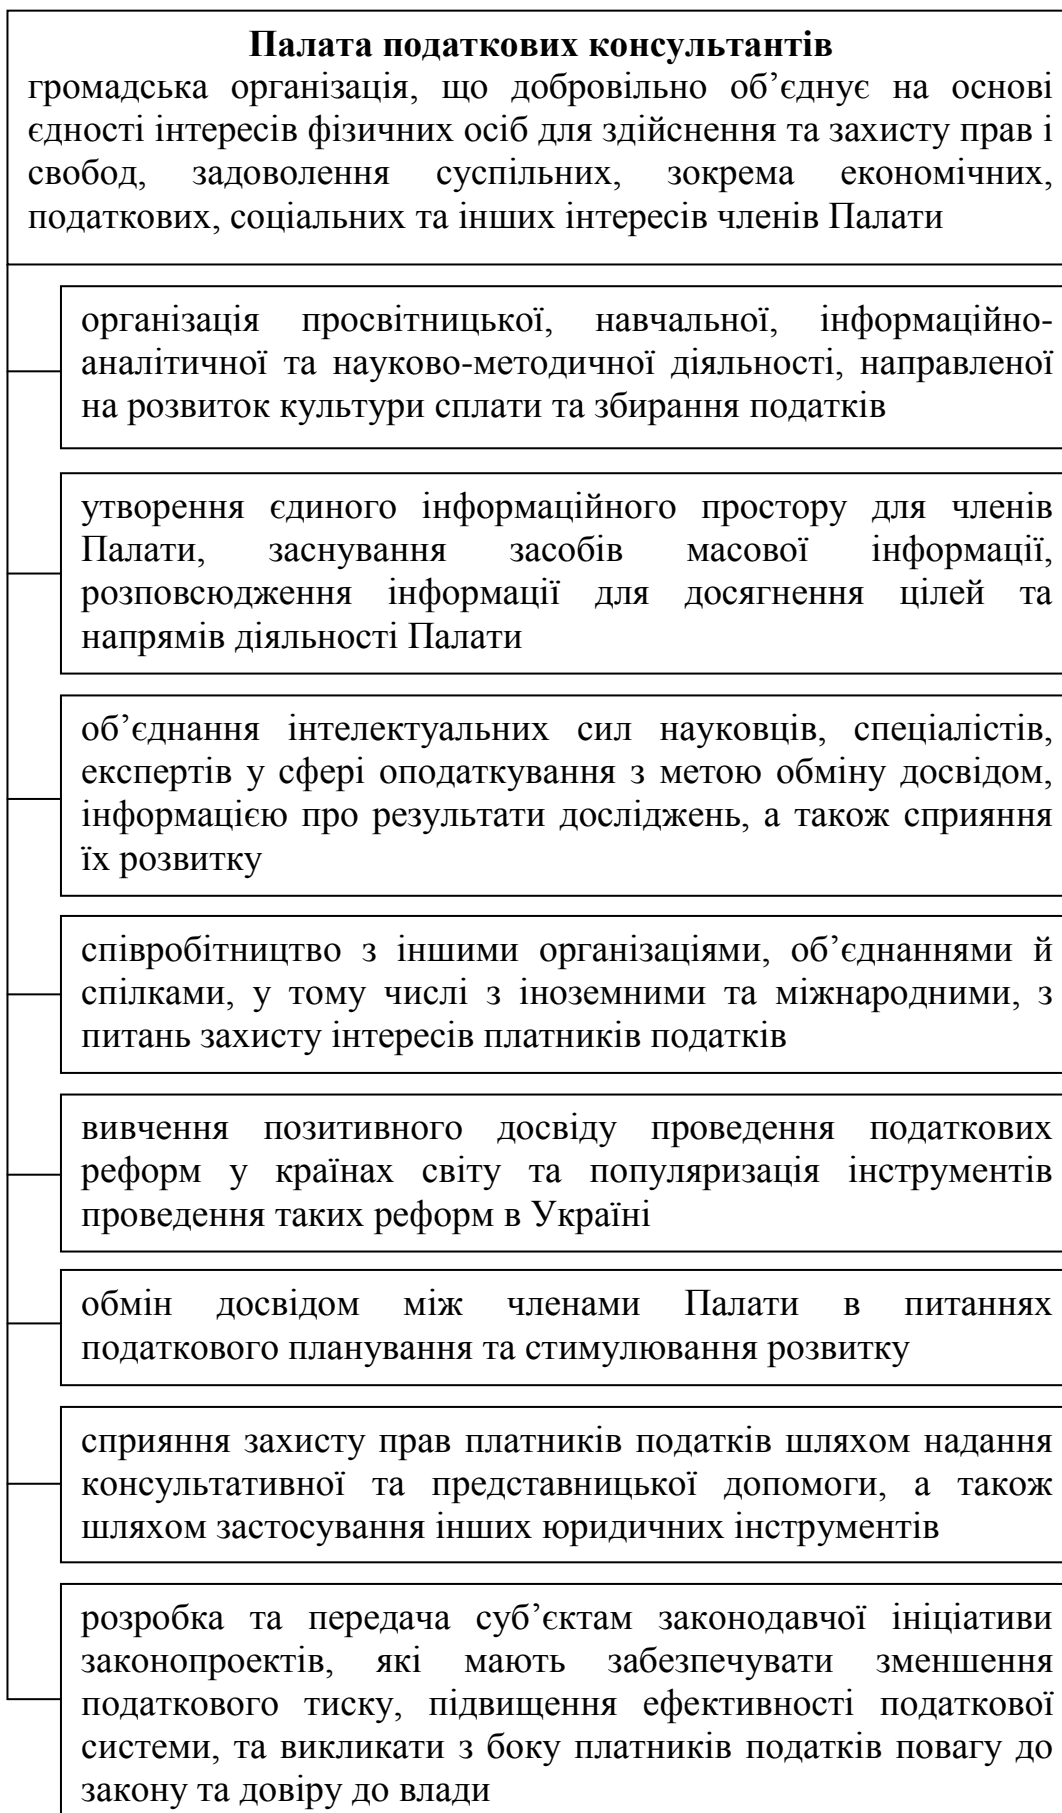 Палата податкових консультантів
громадська організація, що добровільно об’єднує на основі
єдності інтересів фізичних осіб для здійснення та захисту прав і
свобод, задоволення суспільних, зокрема економічних,
податкових, соціальних та інших інтересів членів Палати
організація просвітницької, навчальної, інформаційно-
аналітичної та науково-методичної діяльності, направленої
на розвиток культури сплати та збирання податків
утворення єдиного інформаційного простору для членів
Палати, заснування засобів масової інформації,
розповсюдження інформації для досягнення цілей та
напрямів діяльності Палати
об’єднання інтелектуальних сил науковців, спеціалістів,
експертів у сфері оподаткування з метою обміну досвідом,
інформацією про результати досліджень, а також сприяння
їх розвитку
співробітництво з іншими організаціями, об’єднаннями й
спілками, у тому числі з іноземними та міжнародними, з
питань захисту інтересів платників податків
вивчення позитивного досвіду проведення податкових
реформ у країнах світу та популяризація інструментів
проведення таких реформ в Україні
обмін досвідом між членами Палати в питаннях
податкового планування та стимулювання розвитку
сприяння захисту прав платників податків шляхом надання
консультативної та представницької допомоги, а також
шляхом застосування інших юридичних інструментів
розробка та передача суб’єктам законодавчої ініціативи
законопроектів, які мають забезпечувати зменшення
податкового тиску, підвищення ефективності податкової
системи, та викликати з боку платників податків повагу до
закону та довіру до влади